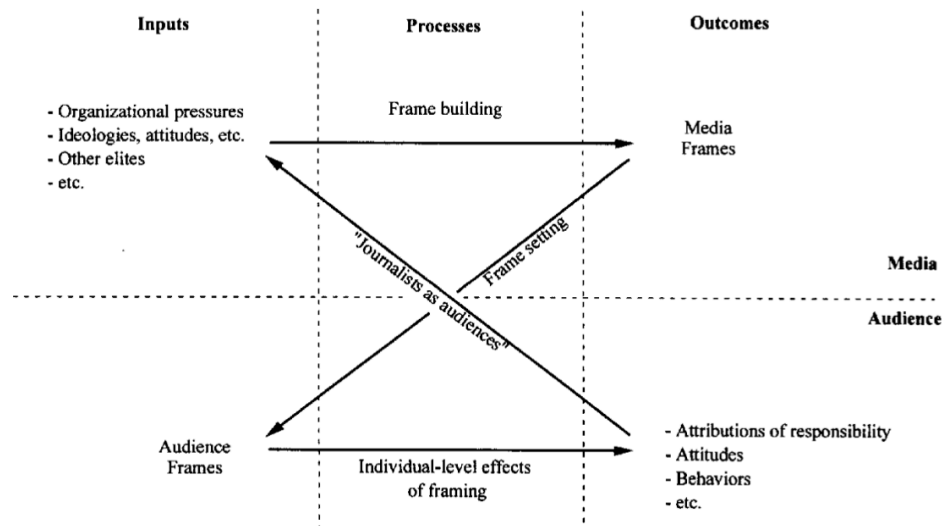 Inputs
Processes
Outcomes
- Organizational pressures
- Ideologies, attitudes, etc.
- Other elites
- etc.
Frame building
Media
Frames
"Journalists as audiences"
Frame setting
Media
Audience
Audience
Frames
Individual-level effects
of framing
- Attributions of responsibility
- Attitudes
- Behaviors
- etc.